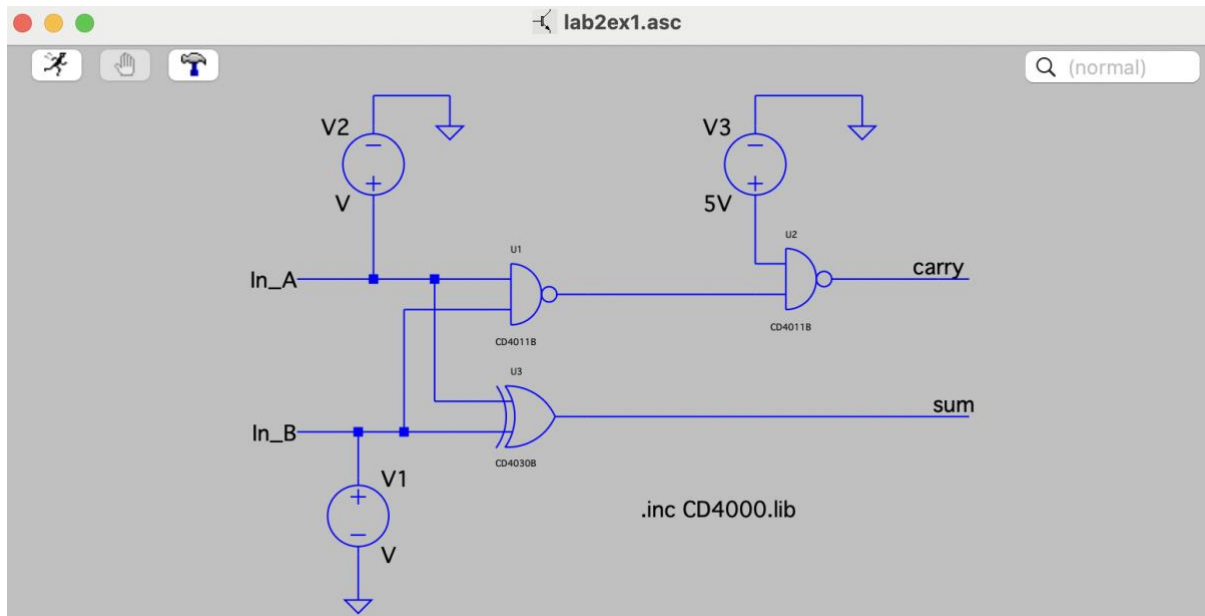 lab2ex1.asc
(normal)
V2
V
V3
5V
U1
U2
In_A
carry
CD4011B
CD4011B
U3
sum
In_B
CD4030B
V1
.inc CD4000.lib
V